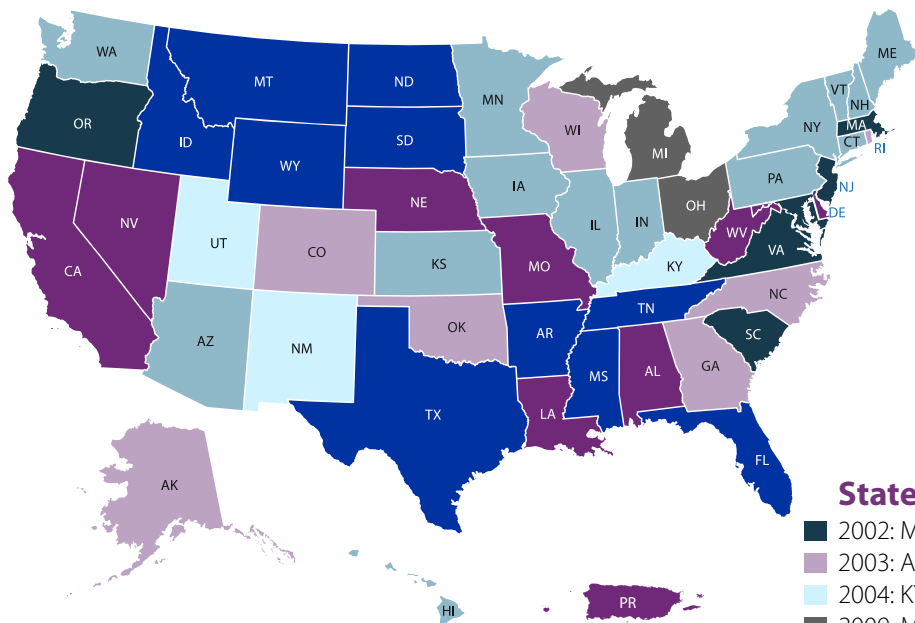 WA
MT
ND
MN
ME
VT
NH
OR
ID
SD
WI
NY
MA
CT
RI
WY
MI
IA
PA
NJ
NE
OH
DE
NV
UT
IL
IN
WV
VA
CO
CA
KS
MO
KY
NC
TN
OK
AR
SC
AZ
NM
MS
AL
GA
TX
LA
FL
AK
State
2002: M
2003: A
2004: K
HI
PR